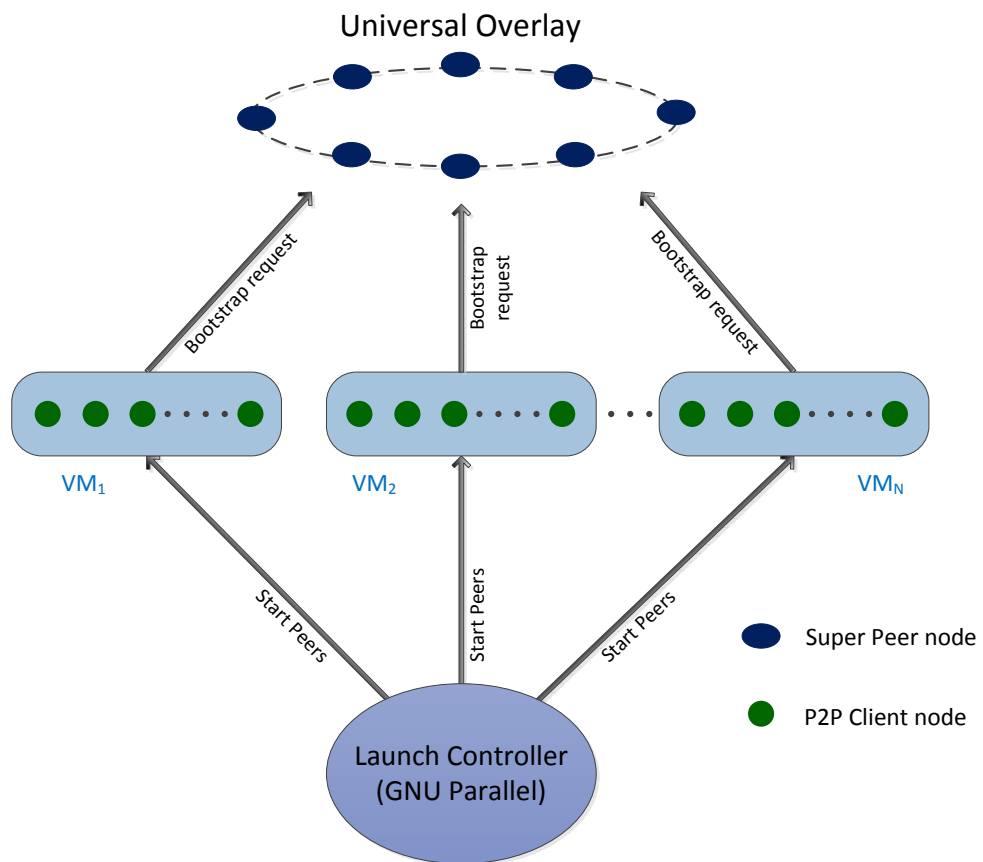 Universal Overlay
Bootstrap request
Bootstrap
request
Bootstrap request
VM₁
VM₂
VM_N
Start Peers
Start Peers
Start Peers
Super Peer node
P2P Client node
Launch Controller
(GNU Parallel)